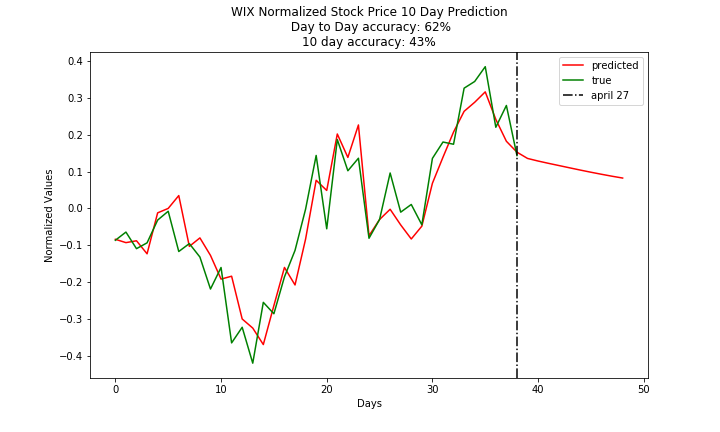 WIX Normalized Stock Price 10 Day Prediction
Day to Day accuracy: 62%
10 day accuracy: 43%
predicted
true
april 27
0.4
0.3
0.2
0.1
0.0
−0.1
−0.2
−0.3
−0.4
Normalized Values
0 10 20 30 40 50
Days